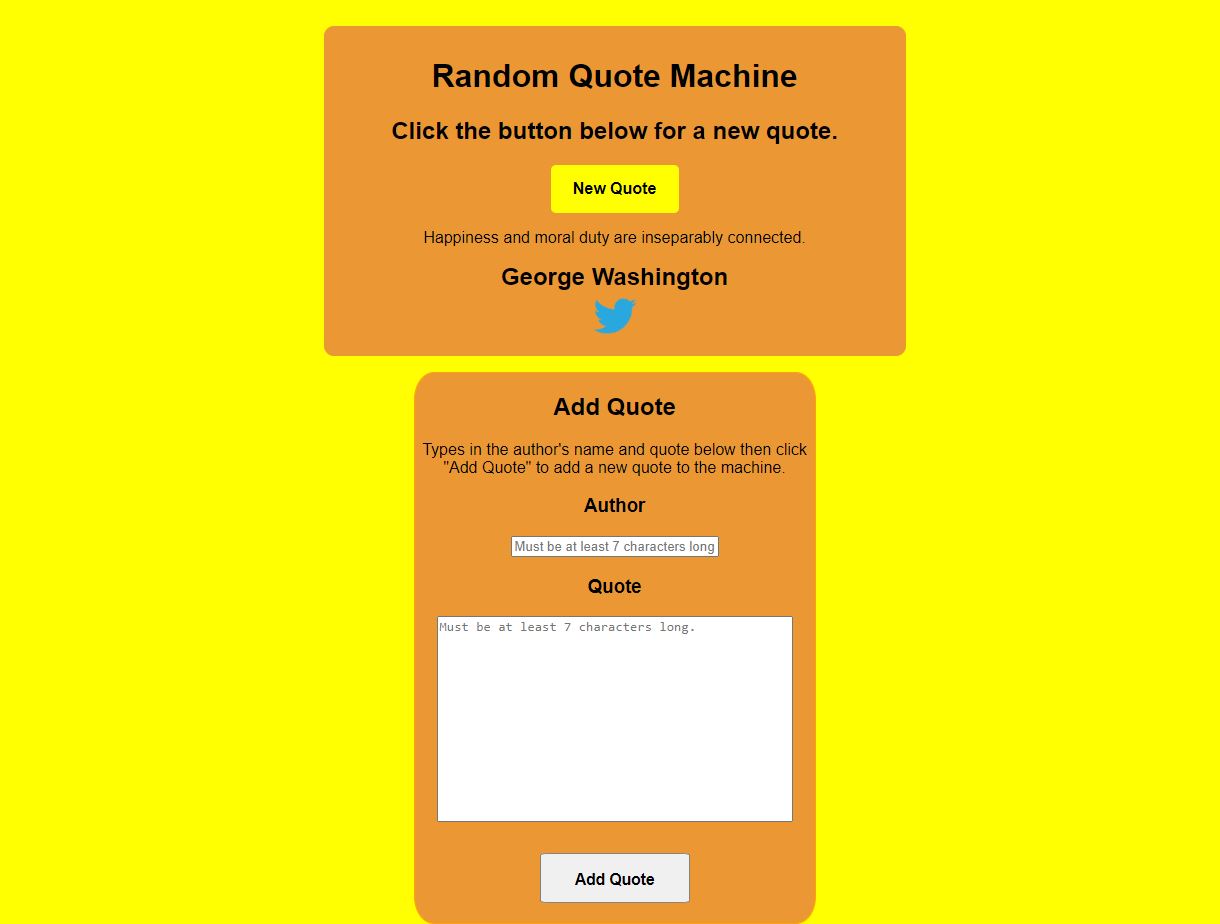 Random Quote Machine
Click the button below for a new quote.
New Quote
Happiness and moral duty are inseparably connected.
George Washington
Add Quote
Types in the author's name and quote below then click
"Add Quote" to add a new quote to the machine.
Author
Must be at least 7 characters long
Quote
Must be at least 7 characters long.
Add Quote